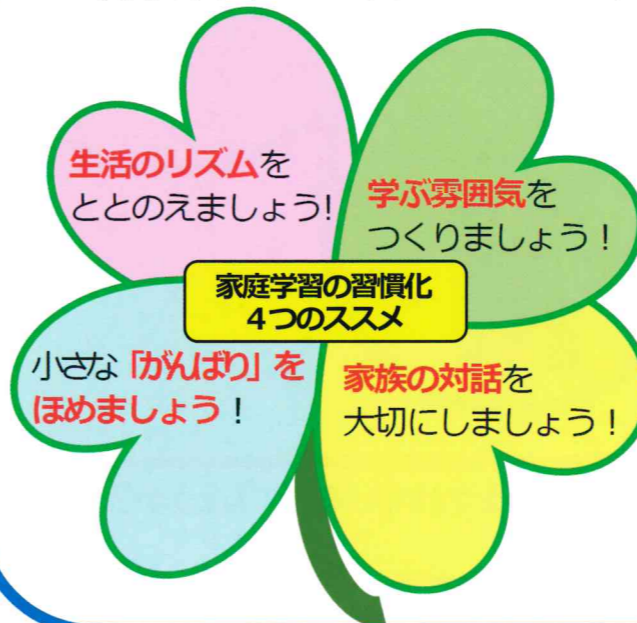 生活のリズムを
ととのえましょう!
学ぶ雰囲気を
つくりましょう！
家庭学習の習慣化
4つのススメ
小さな「がんばり」を
ほめましょう！
家族の対話を
大切にしましょう！